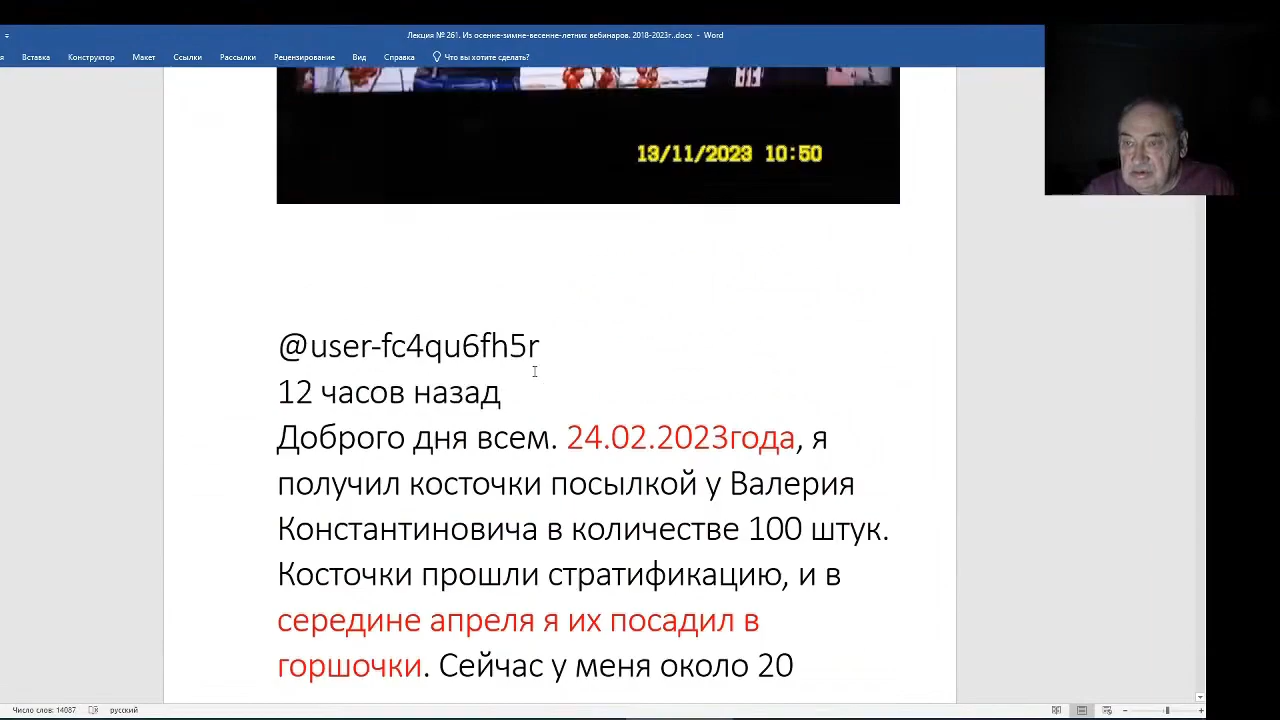 Лекция № 261. Из осенне-зимне-весенне-летних вебинаров. 2018-2023г..docx - Word
я Вставка Конструктор Макет Ссылки Рассылки Рецензирование Вид Справка Что вы хотите сделать?
13/11/2023 10:50
@user-fc4qu6fh5r
12 часов назад
Доброго дня всем. 24.02.2023года, я
получил косточки посылкой у Валерия
Константиновича в количестве 100 штук.
Косточки прошли стратификацию, и в
середине апреля я их посадил в
горшочки. Сейчас у меня около 20
Число слов: 14087 русский